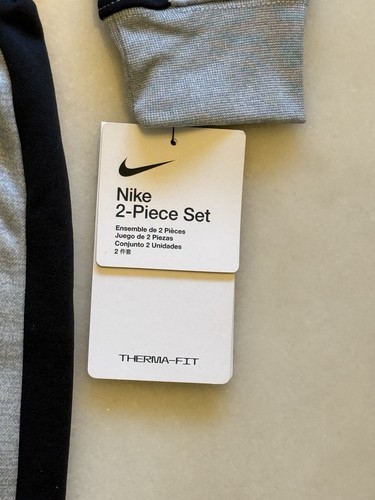 Nike
2-Piece Set
Ensemble de 2 Pièces
Juego de 2 Piezas
Conjunto 2 Unidades
2 件套
THERMA-FIT